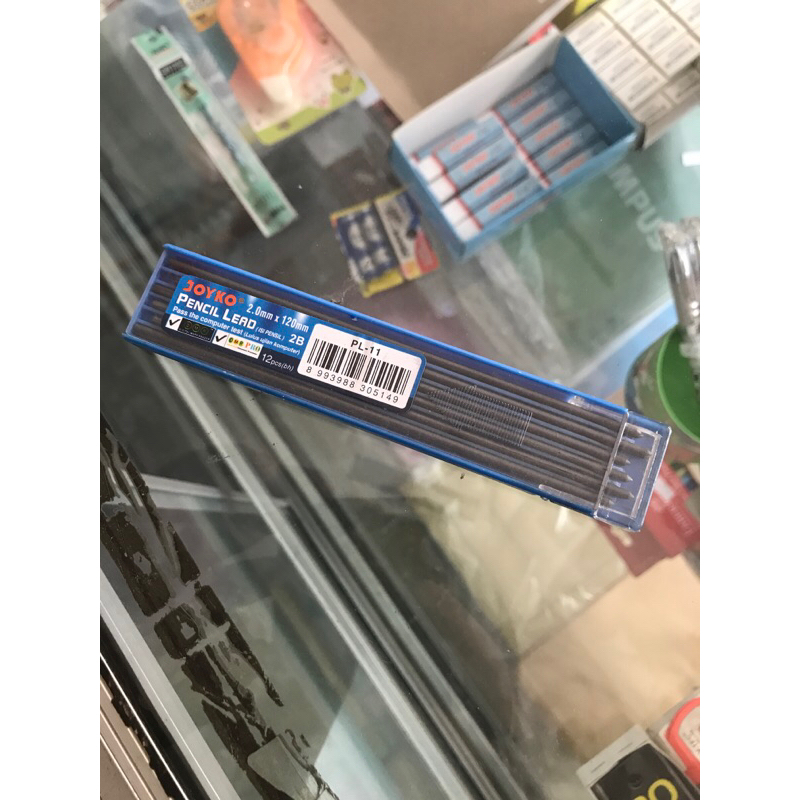 JOYKO®
2.0mm x 120mm
PENCIL LEAD (ISI PENSIL) 2B
Pass the computer test (Lulus ujian komputer)
12pcs(bh)
PL-11
8 993988 305149
MPUS